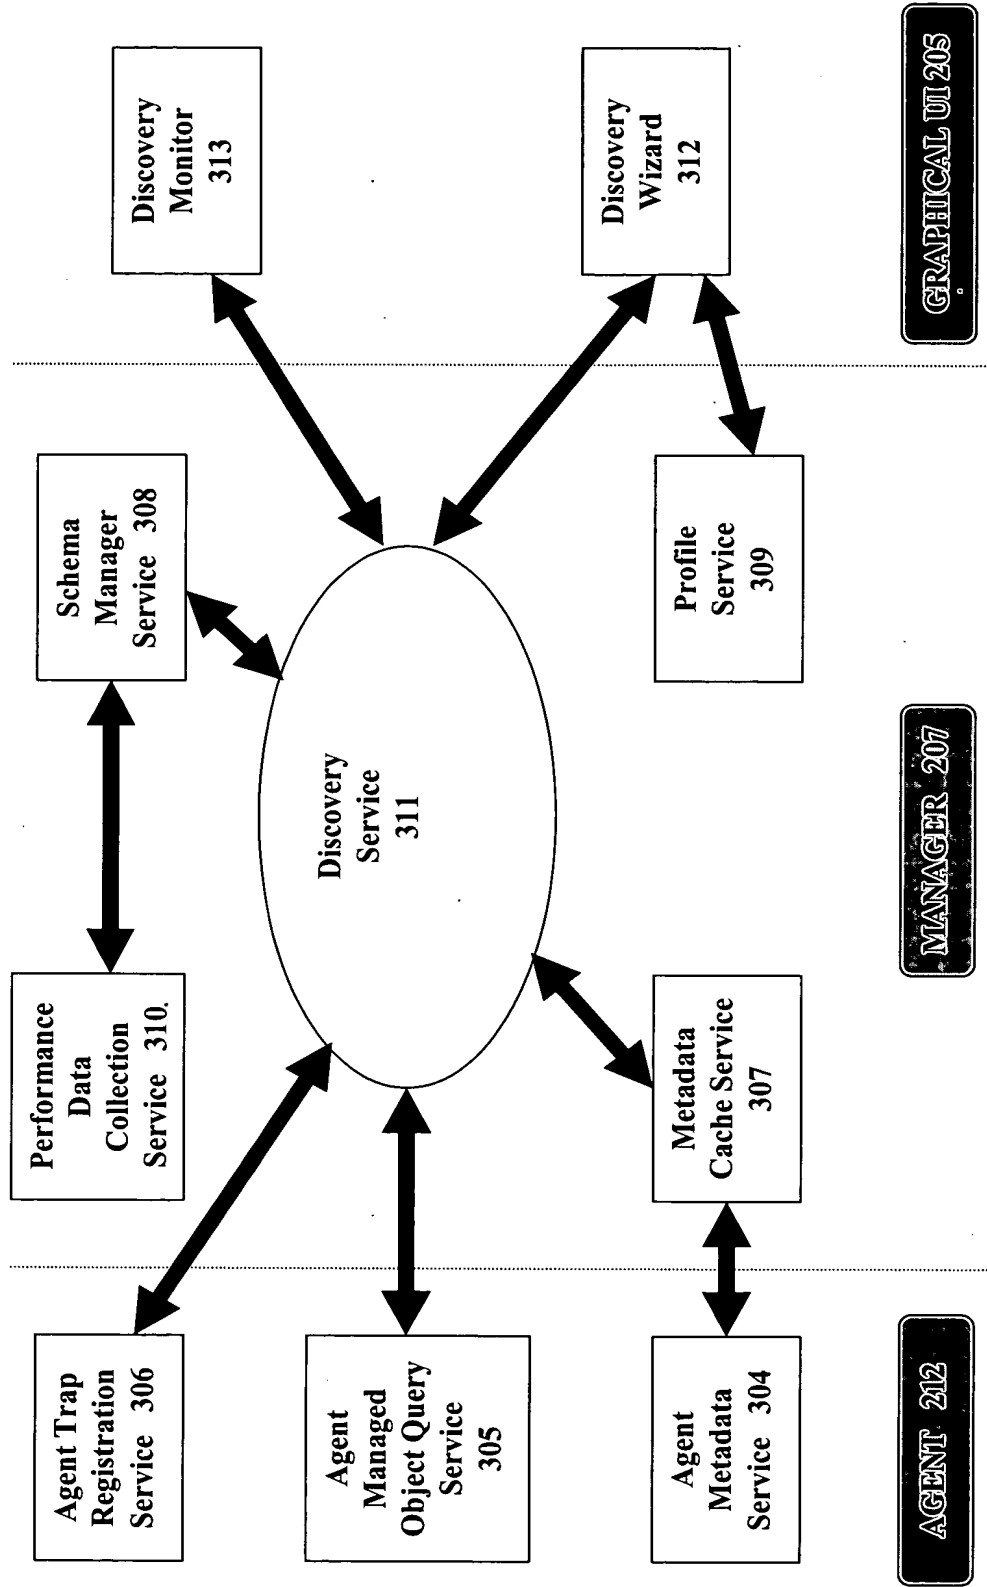 Agent Trap
Registration
Service 306
Agent
Managed
Object Query
Service
305
Agent
Metadata
Service 304
AGENT 212
Performance
Data
Collection
Service 310.
Schema
Manager
Service 308
Discovery
Service
311
Metadata
Cache Service
307
Profile
Service
309
MANAGER 207
Discovery
Monitor
313
Discovery
Wizard
312
GRAPHICAL UI 205